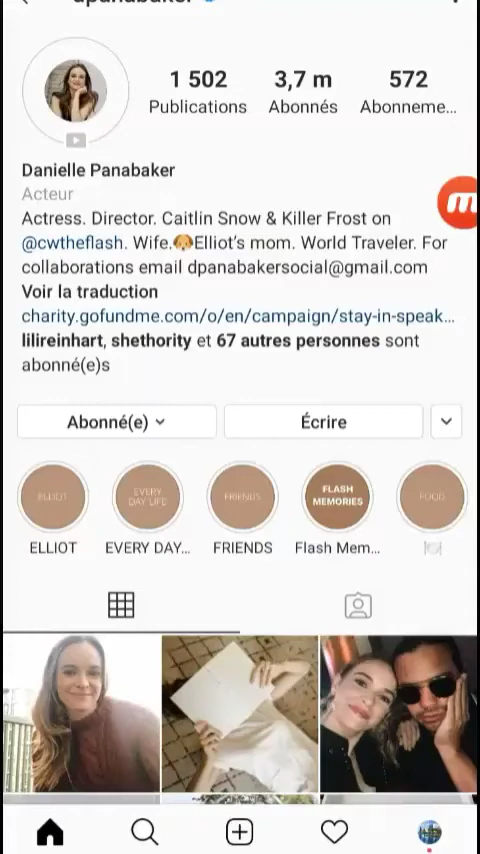 dpanabaker
1 502 3,7 m 572
Publications Abonnés Abonneme...
Danielle Panabaker
Acteur
Actress. Director. Caitlin Snow & Killer Frost on
@cwtheflash. Wife.🐶Elliot's mom. World Traveler. For
collaborations email dpanabakersocial@gmail.com
Voir la traduction
charity.gofundme.com/o/en/campaign/stay-in-speak...
lilireinhart, shethority et 67 autres personnes sont
abonné(e)s
Abonné(e) Écrire
ELLIOT
EVERY
DAY LIFE
FRIENDS
FLASH
MEMORIES
FOOD
ELLIOT EVERY DAY... FRIENDS Flash Mem... 🍽